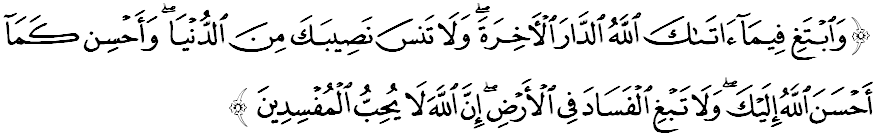 ﴿ وَٱبۡتَغِ فِيمَآ ءَاتَىٰكَ ٱللَّهُ ٱلدَّارَ ٱلۡأٓخِرَةَۖ وَلَا تَنسَ نَصِيبَكَ مِنَ ٱلدُّنۡيَاۖ وَأَحۡسِن كَمَآ
أَحۡسَنَ ٱللَّهُ إِلَيۡكَۖ وَلَا تَبۡغِ ٱلۡفَسَادَ فِي ٱلۡأَرۡضِۖ إِنَّ ٱللَّهَ لَا يُحِبُّ ٱلۡمُفۡسِدِينَ ﴾